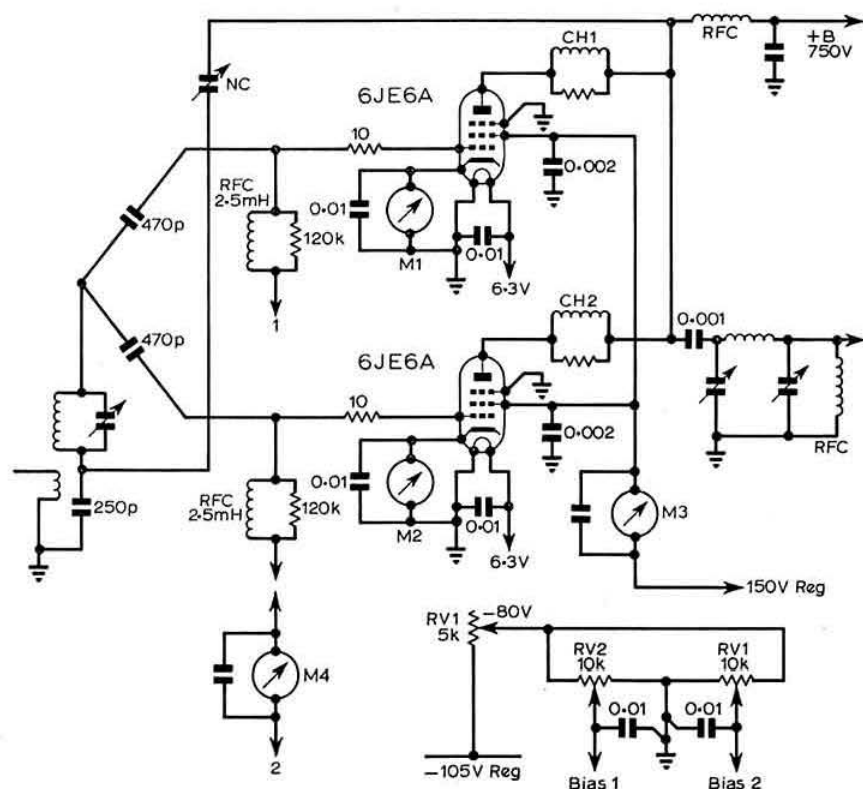 CH1
RFC
+B
750V
NC
6JE6A
10
RFC
2·5mH
120k
0·01
M1
0·01
0·002
6·3V
1
470p
470p
CH2
0·001
6JE6A
10
RFC
2·5mH
120k
0·01
M2
0·01
0·002
6·3V
RFC
250p
M3
150V Reg
M4
2
RV1
5k
−80V
RV2
10k
RV1
10k
0·01
0·01
−105V Reg
Bias 1
Bias 2